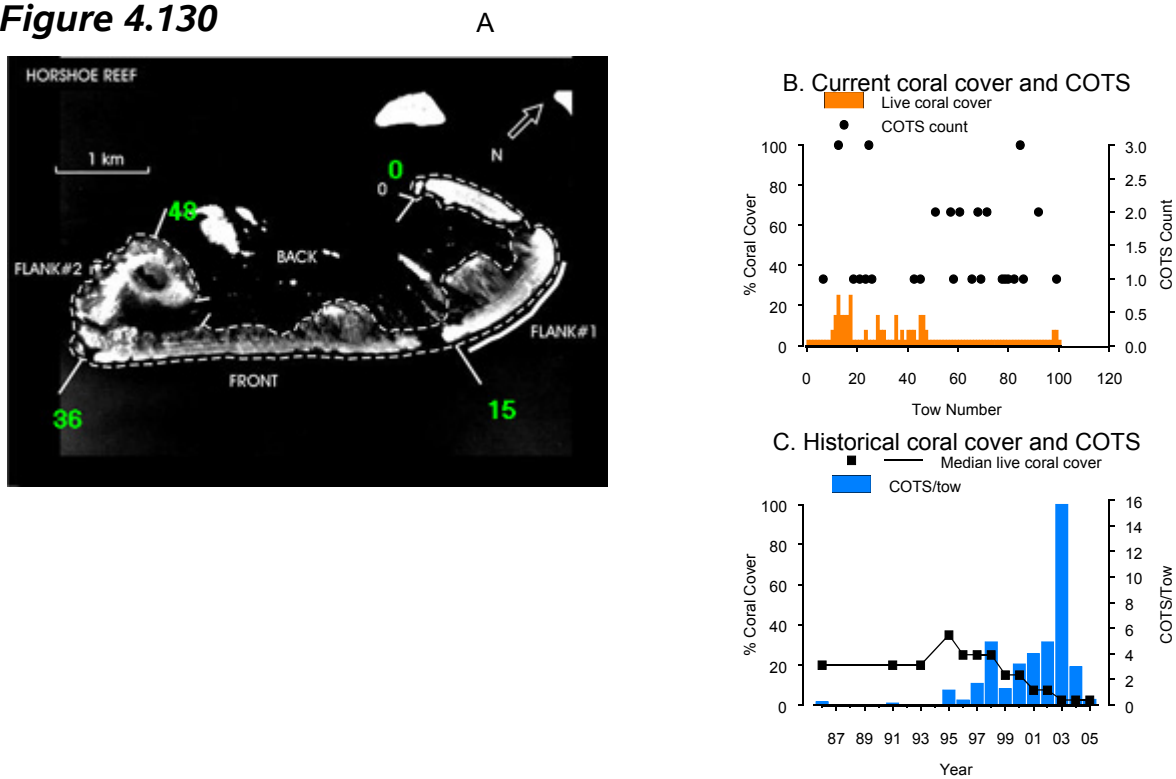 Figure 4.130
A
HORSHOE REEF
1 km
N
0
0
48
FLANK#2
BACK
FLANK#1
FRONT
36
15
B. Current coral cover and COTS
Live coral cover
COTS count
100
80
60
40
20
0
% Coral Cover
3.0
2.5
2.0
1.5
1.0
0.5
0.0
COTS Count
0 20 40 60 80 100 120
Tow Number
C. Historical coral cover and COTS
Median live coral cover
COTS/tow
100
80
60
40
20
0
% Coral Cover
16
14
12
10
8
6
4
2
0
COTS/Tow
87 89 91 93 95 97 99 01 03 05
Year